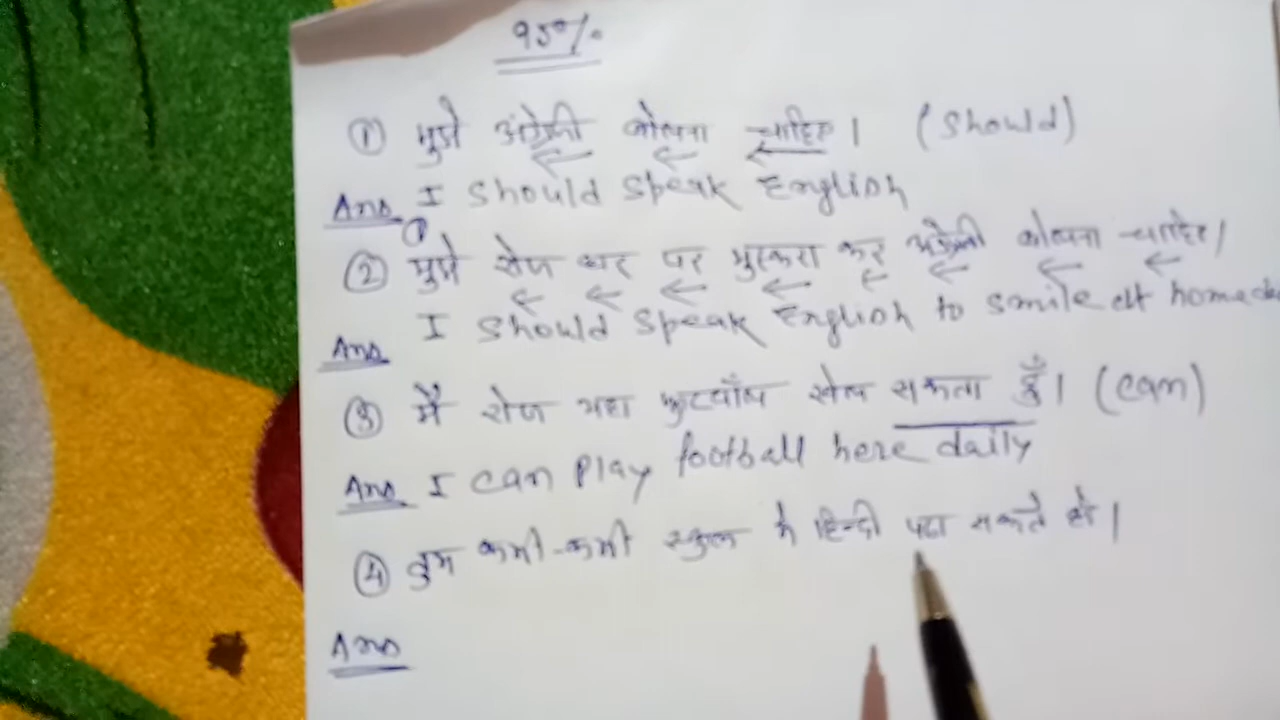 95%
① मुझे अंग्रेजी बोलना चाहिए। (Should)
Ans I should speak English
② मुझे रोज घर पर मुस्करा कर अंग्रेजी बोलना चाहिए।
Ans I should speak English to smile at home
③ मैं रोज यहा फुटवॉल खेल सकता हूँ। (can)
Ans I can play football here daily
④ तुम कभी-कभी स्कुल मे हिन्दी पढा सकते हो।
Ans